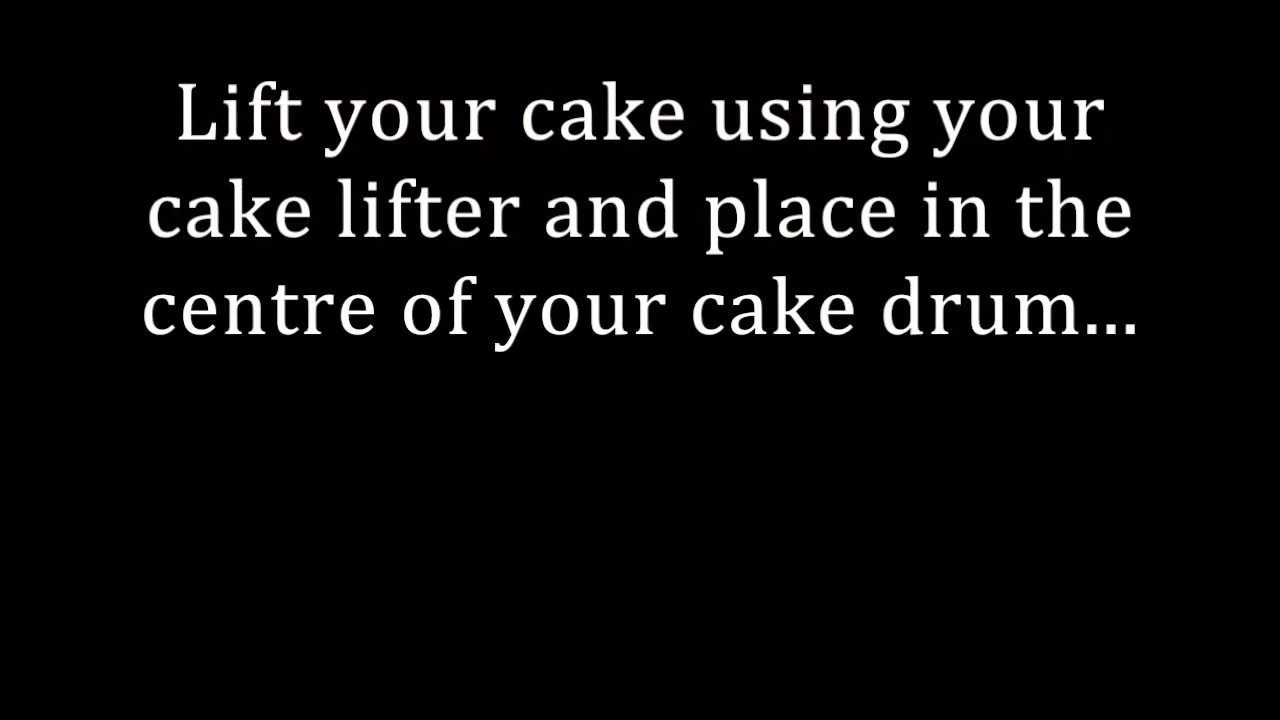 Lift your cake using your
cake lifter and place in the
centre of your cake drum...